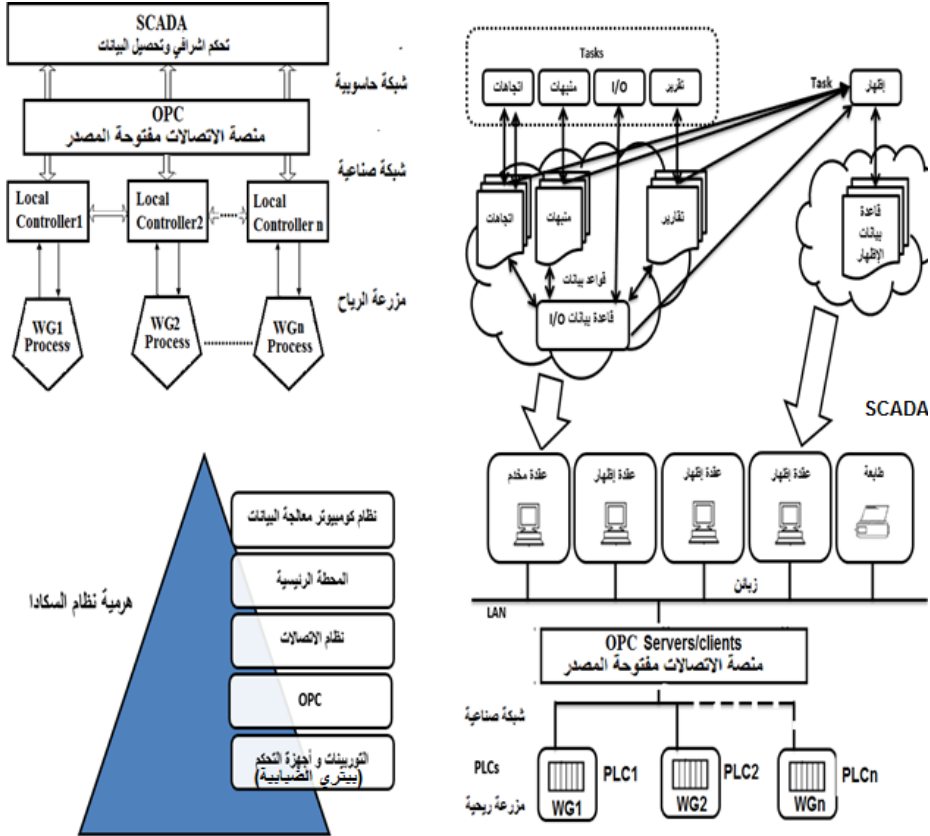 SCADA
تحكم اشرافي وتحصيل البيانات
شبكة حاسوبية
OPC
منصة الاتصالات مفتوحة المصدر
شبكة صناعية
Local
Controller1
Local
Controller2
Local
Controller n
مزرعة الرياح
WG1
Process
WG2
Process
WGn
Process
هرمية نظام السكادا
نظام كومبيوتر معالجة البيانات
المحطة الرئيسية
نظام الاتصالات
OPC
التوربينات و أجهزة التحكم
(بيتري الضبابية)
Tasks
اتجاهات
منبهات
I/O
تقرير
Task
إظهار
اتجاهات
منبهات
تقارير
قواعد بيانات
قاعدة بيانات I/O
قاعدة
بيانات
الإظهار
SCADA
عقدة مخدم
عقدة إظهار
عقدة إظهار
عقدة إظهار
طابعة
زبائن
LAN
OPC Servers/clients
منصة الاتصالات مفتوحة المصدر
شبكة صناعية
PLCs
مزرعة ريحية
PLC1
WG1
PLC2
WG2
PLCn
WGn